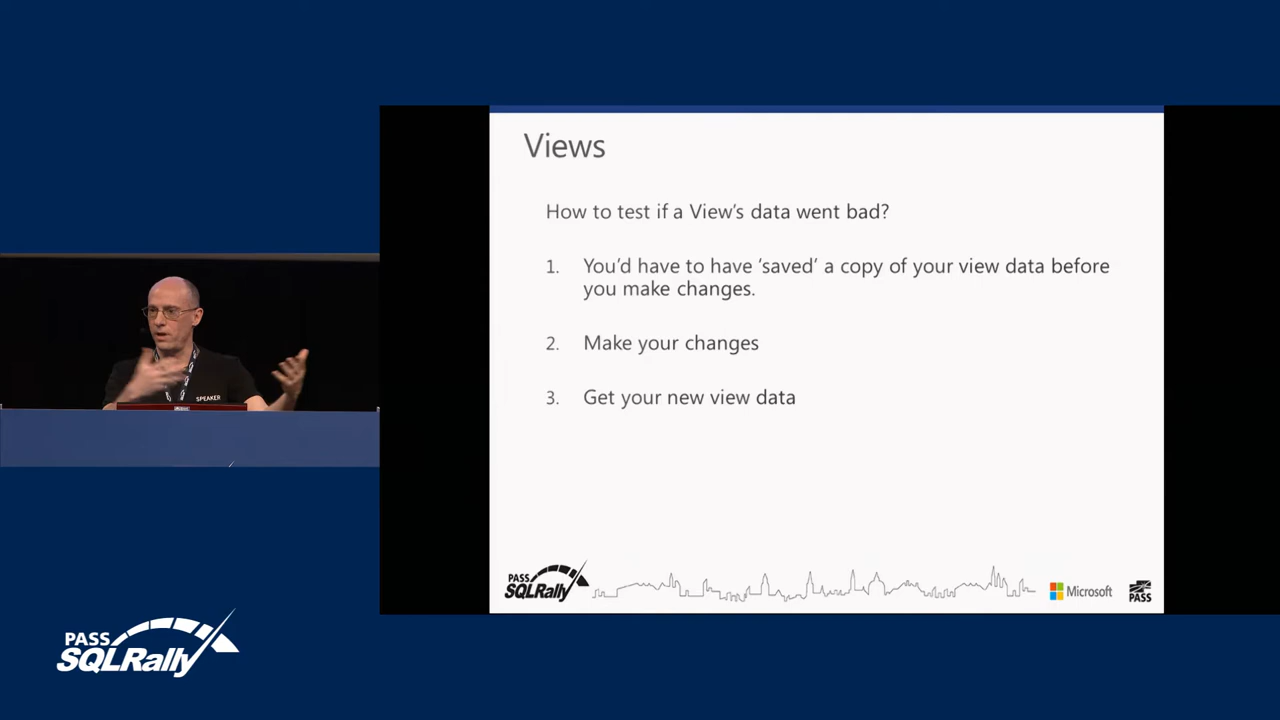 Views
How to test if a View's data went bad?
1. You'd have to have 'saved' a copy of your view data before
you make changes.
2. Make your changes
3. Get your new view data
SPEAKER
PASS
SQLRally
Microsoft
PASS
PASS
SQLRally